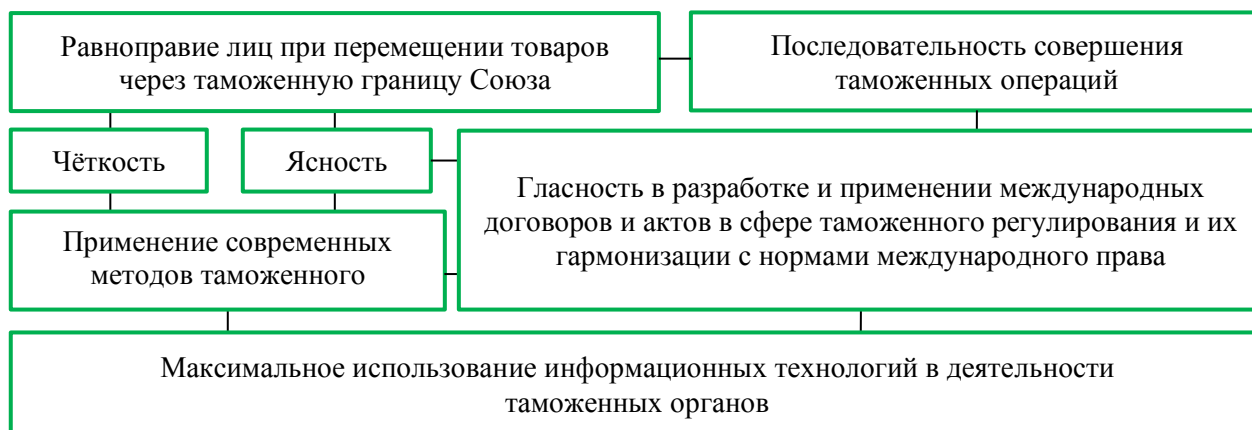 Равноправие лиц при перемещении товаров
через таможенную границу Союза
Последовательность совершения
таможенных операций
Чёткость
Ясность
Гласность в разработке и применении международных
договоров и актов в сфере таможенного регулирования и их
гармонизации с нормами международного права
Применение современных
методов таможенного
Максимальное использование информационных технологий в деятельности
таможенных органов